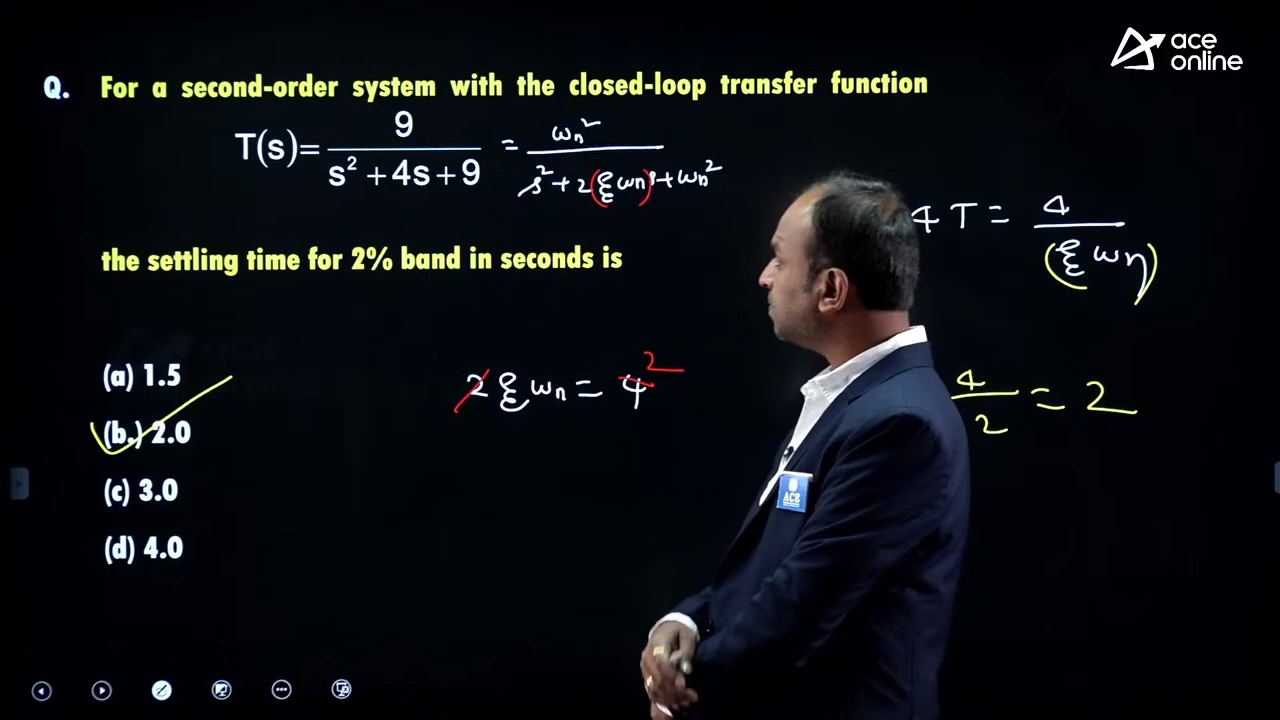 ace
online
Q. For a second-order system with the closed-loop transfer function
T(s)= 9 / s² +4s+9 = ωn² / s² + 2(ξωn)s + ωn²
4T = 4 / (ξωn)
the settling time for 2% band in seconds is
(a) 1.5
2ξωn = 4 2
4 / 2 = 2
(b.) 2.0
(c) 3.0
ACE
(d) 4.0